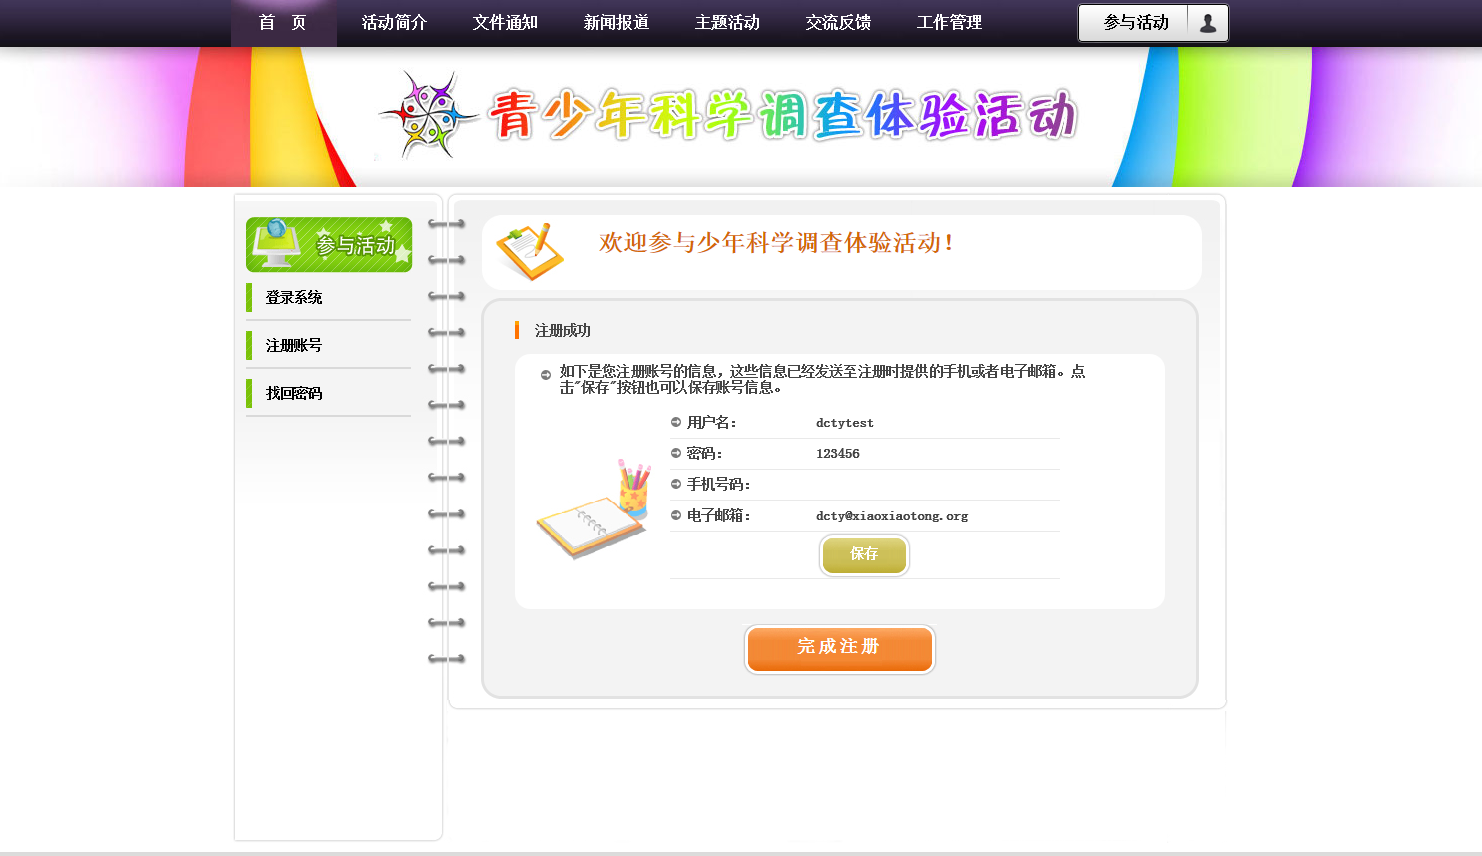 首 页 活动简介 文件通知 新闻报道 主题活动 交流反馈 工作管理 参与活动
青少年科学调查体验活动
参与活动
登录系统
注册账号
找回密码
欢迎参与少年科学调查体验活动！
注册成功
如下是您注册账号的信息，这些信息已经发送至注册时提供的手机或者电子邮箱。点
击"保存"按钮也可以保存账号信息。
用户名： dctytest
密码： 123456
手机号码：
电子邮箱： dcty@xiaoxiaotong.org
保存
完成注册